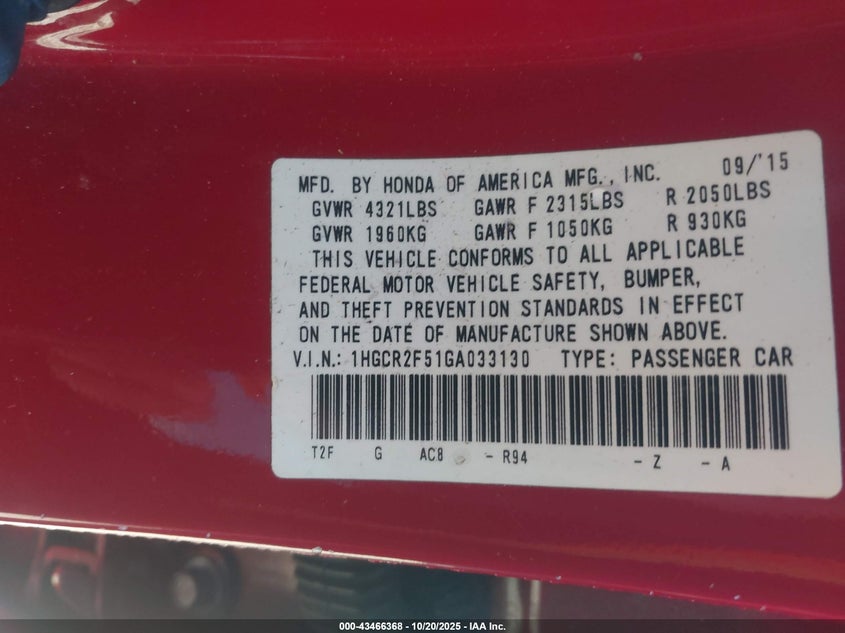 MFD. BY HONDA OF AMERICA MFG., INC. 09/'15
GVWR 4321LBS GAWR F 2315LBS R 2050LBS
GVWR 1960KG GAWR F 1050KG R 930KG
THIS VEHICLE CONFORMS TO ALL APPLICABLE
FEDERAL MOTOR VEHICLE SAFETY, BUMPER,
AND THEFT PREVENTION STANDARDS IN EFFECT
ON THE DATE OF MANUFACTURE SHOWN ABOVE.
V.I.N.: 1HGCR2F51GA033130 TYPE: PASSENGER CAR
T2F G AC8 - R94 - Z - A
000-43466368 - 10/20/2025 - IAA Inc.